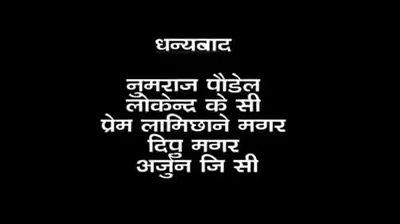 धन्यबाद
नुमराज पौडेल
लोकेन्द्र के सी
प्रेम लामिछाने मगर
दिपु मगर
अर्जुन जि सी